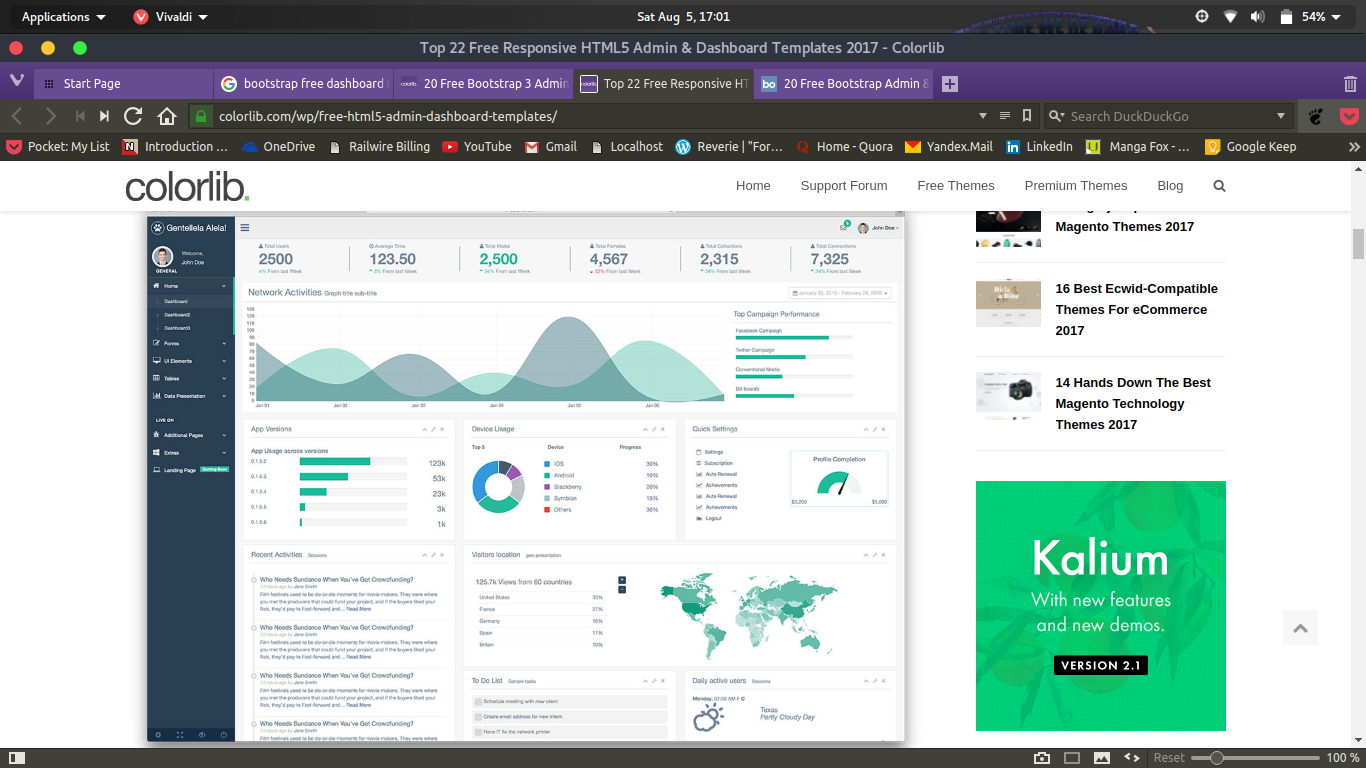 Applications
Vivaldi
Sat Aug 5, 17:01
54%
Top 22 Free Responsive HTML5 Admin & Dashboard Templates 2017 - Colorlib
Start Page
bootstrap free dashboard
20 Free Bootstrap 3 Admin
Top 22 Free Responsive HT
20 Free Bootstrap Admin &
colorlib.com/wp/free-html5-admin-dashboard-templates/
Search DuckDuckGo
Pocket: My List
Introduction ...
OneDrive
Railwire Billing
YouTube
Gmail
Localhost
Reverie | "For...
Home - Quora
Yandex.Mail
LinkedIn
Manga Fox - ...
Google Keep
colorlib.
Home
Support Forum
Free Themes
Premium Themes
Blog
Gentellela Alela!
Welcome,
John Doe
GENERAL
Home
Dashboard
Dashboard2
Dashboard3
Forms
UI Elements
Tables
Data Presentation
LIVE ON
Additional Pages
Extras
Landing Page
Coming Soon
John Doe
Total Users
2500
4% From last Week
Average Time
123.50
3% From last Week
Total Males
2,500
34% From last Week
Total Females
4,567
12% From last Week
Total Collections
2,315
34% From last Week
Total Connections
7,325
34% From last Week
Network Activities Graph title sub-title
January 30, 2016 - February 28, 2016
130
120
110
100
90
80
70
60
50
40
30
20
10
0
Jan 01
Jan 02
Jan 03
Jan 04
Jan 05
Jan 06
Top Campaign Performance
Facebook Campaign
Twitter Campaign
Conventional Media
Bill boards
App Versions
App Usage across versions
0.1.5.2
123k
0.1.5.3
53k
0.1.5.4
23k
0.1.5.5
3k
0.1.5.6
1k
Device Usage
Top 5
Device
Progress
IOS
30%
Android
10%
Blackberry
20%
Symbian
15%
Others
30%
Quick Settings
Settings
Subscription
Auto Renewal
Achievements
Auto Renewal
Achievements
Logout
Profile Completion
$3,200
$5,000
Recent Activities Sessions
Who Needs Sundance When You've Got Crowdfunding?
13 hours ago by Jane Smith
Film festivals used to be do-or-die moments for movie makers. They were where
you met the producers that could fund your project, and if the buyers liked your
flick, they'd pay to Fast-forward and... Read More
Who Needs Sundance When You've Got Crowdfunding?
13 hours ago by Jane Smith
Film festivals used to be do-or-die moments for movie makers. They were where
you met the producers that could fund your project, and if the buyers liked your
flick, they'd pay to Fast-forward and... Read More
Who Needs Sundance When You've Got Crowdfunding?
13 hours ago by Jane Smith
Film festivals used to be do-or-die moments for movie makers. They were where
you met the producers that could fund your project, and if the buyers liked your
flick, they'd pay to Fast-forward and... Read More
Who Needs Sundance When You've Got Crowdfunding?
13 hours ago by Jane Smith
Film festivals used to be do-or-die moments for movie makers. They were where
Visitors location geo-presentation
125.7k Views from 60 countries
United States
33%
France
27%
Germany
16%
Spain
11%
Britain
10%
To Do List Sample tasks
Schedule meeting with new client
Create email address for new intern
Have IT fix the network printer
Daily active users Sessions
Monday, 07:30 AM F C
Texas
Partly Cloudy Day
Magento Themes 2017
16 Best Ecwid-Compatible
Themes For eCommerce
2017
14 Hands Down The Best
Magento Technology
Themes 2017
Kalium
With new features
and new demos.
VERSION 2.1
Reset
100 %